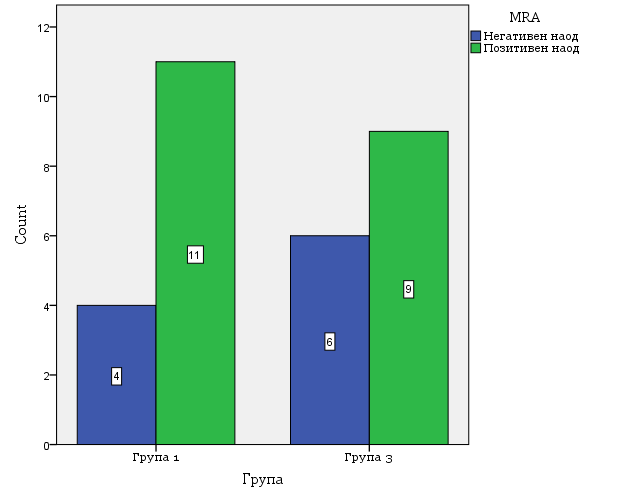 MRA
Негативен наод
Позитивен наод
12
10
8
6
4
2
0
Count
4
11
6
9
Група 1
Група 3
Група